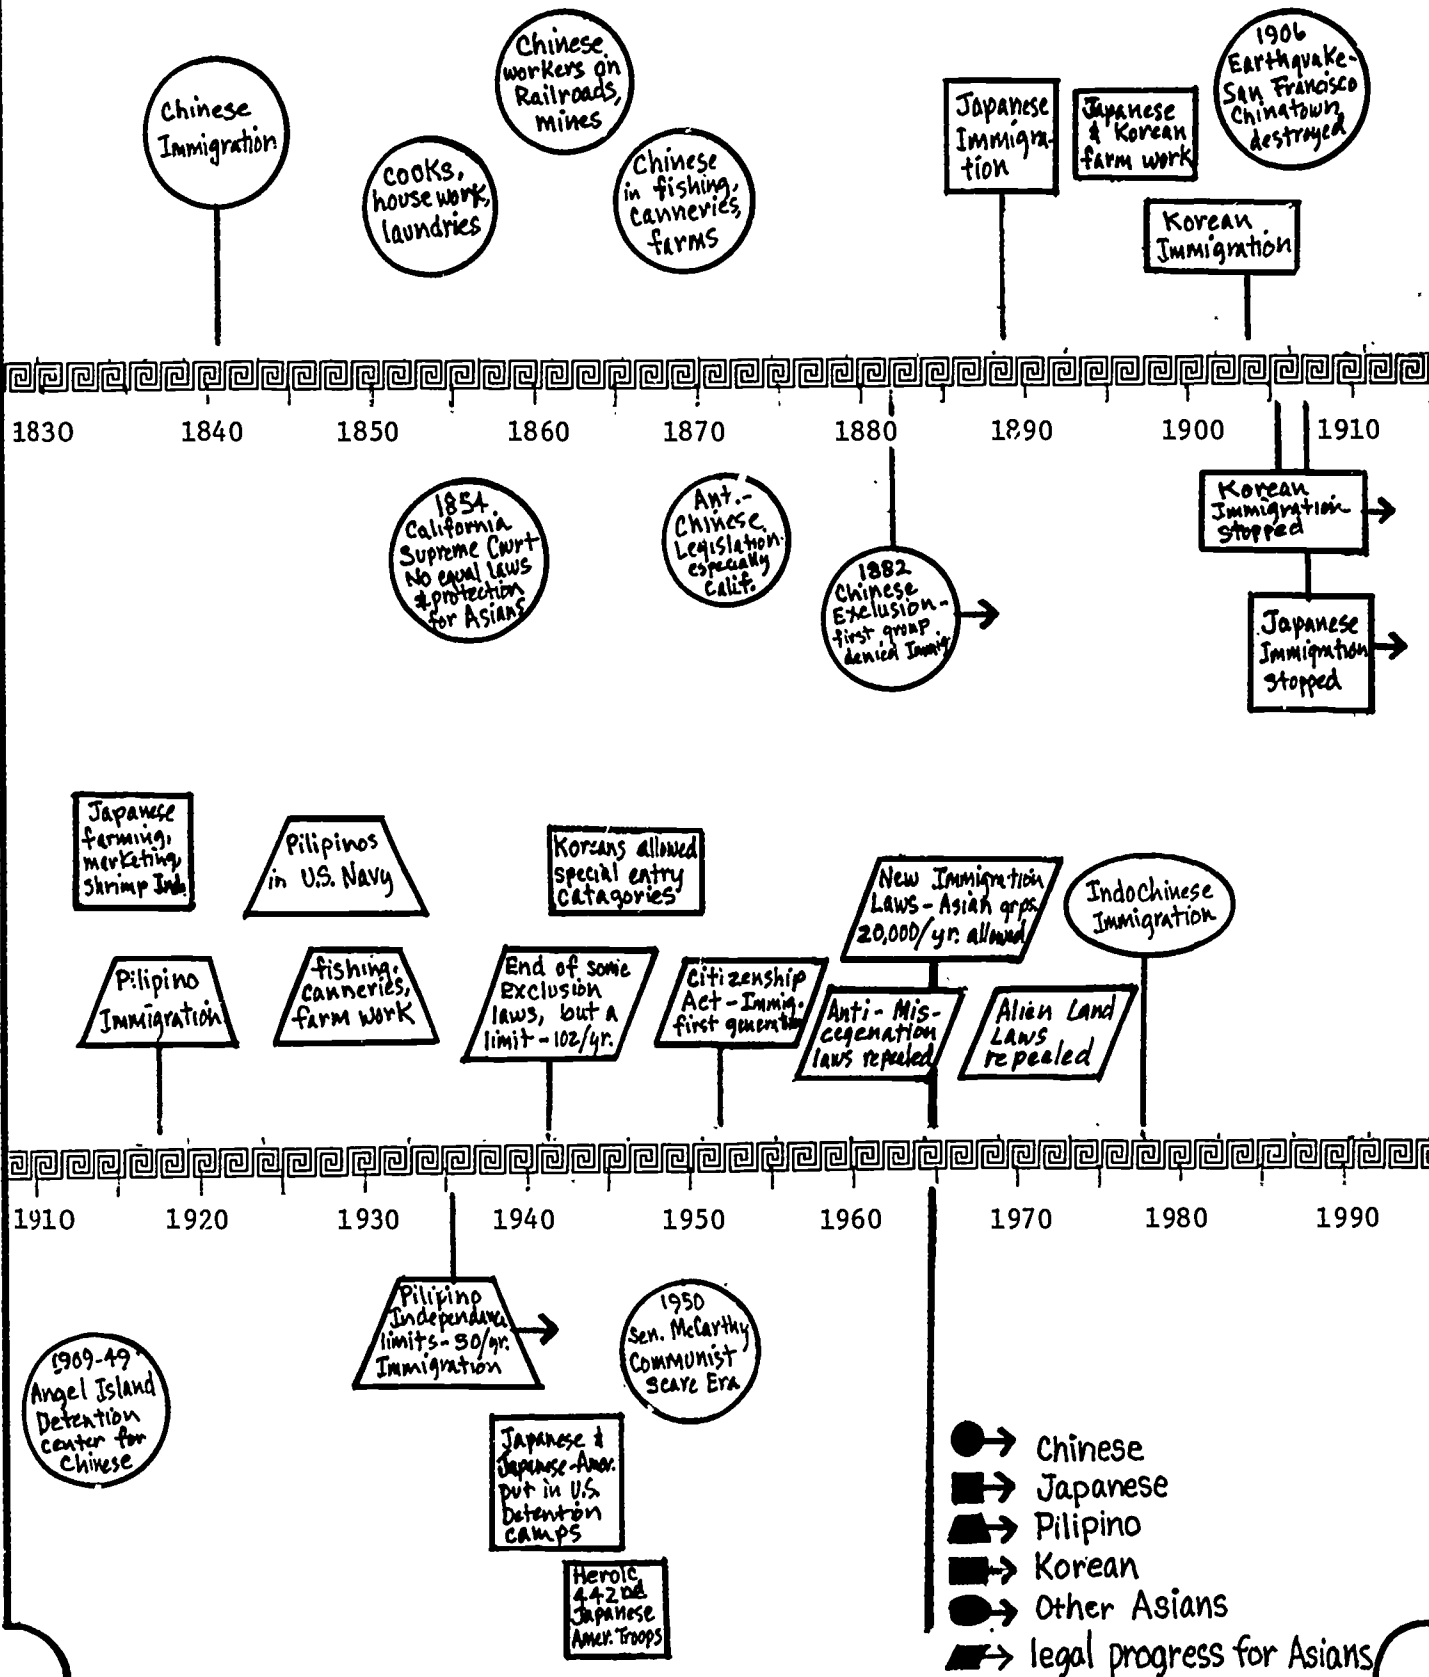 Chinese
Immigration
cooks,
housework,
laundries
Chinese
workers on
Railroads,
mines
Chinese
in fishing,
canneries,
farms
Japanese
Immigra-
tion
Japanese
& Korean
farm work
1906
Earthquake-
San Francisco
Chinatown
destroyed
Korean
Immigration
1830 1840 1850 1860 1870 1880 1890 1900 1910
1854
California
Supreme Court
No equal laws
& protection
for Asians
Ant.-
Chinese
Legislation-
especially
Calif.
1882
Chinese
Exclusion-
first group
denied Immig.
Korean
Immigration
stopped
Japanese
Immigration
stopped
Japanese
farming,
marketing,
shrimp Ind.
Pilipinos
in U.S. Navy
Koreans allowed
special entry
catagories
New Immigration
Laws - Asian grps.
20,000/yr. allowed
IndoChinese
Immigration
Pilipino
Immigration
fishing,
canneries,
farm work
End of some
Exclusion
laws, but a
limit - 102/yr.
Citizenship
Act - Immig.
first generation
Anti-Mis-
cegenation
laws repealed
Alien Land
Laws
repealed
1910 1920 1930 1940 1950 1960 1970 1980 1990
1909-49
Angel Island
Detention
center for
Chinese
Pilipino
Independance
limits - 50/yr.
Immigration
1950
Sen. McCarthy
Communist
Scare Era
Japanese &
Japanese-Amer.
put in U.S.
Detention
camps
Heroic
442nd
Japanese
Amer. Troops
Chinese
Japanese
Pilipino
Korean
Other Asians
legal progress for Asians